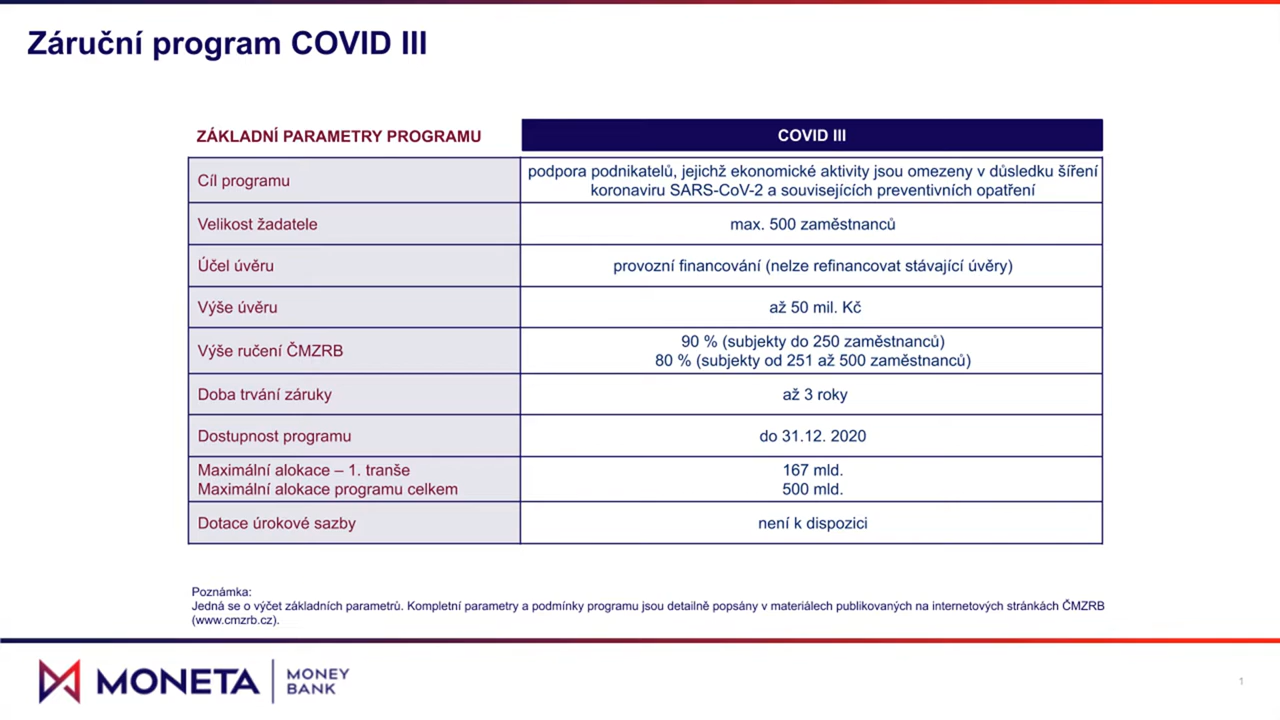 Záruční program COVID III
ZÁKLADNÍ PARAMETRY PROGRAMU
COVID III
Cíl programu
podpora podnikatelů, jejichž ekonomické aktivity jsou omezeny v důsledku šíření
koronaviru SARS-CoV-2 a souvisejících preventivních opatření
Velikost žadatele
max. 500 zaměstnanců
Účel úvěru
provozní financování (nelze refinancovat stávající úvěry)
Výše úvěru
až 50 mil. Kč
Výše ručení ČMZRB
90 % (subjekty do 250 zaměstnanců)
80 % (subjekty od 251 až 500 zaměstnanců)
Doba trvání záruky
až 3 roky
Dostupnost programu
do 31.12. 2020
Maximální alokace – 1. tranše
167 mld.
Maximální alokace programu celkem
500 mld.
Dotace úrokové sazby
není k dispozici
Poznámka:
Jedná se o výčet základních parametrů. Kompletní parametry a podmínky programu jsou detailně popsány v materiálech publikovaných na internetových stránkách ČMZRB
(www.cmzrb.cz).
MONETA
MONEY
BANK
1